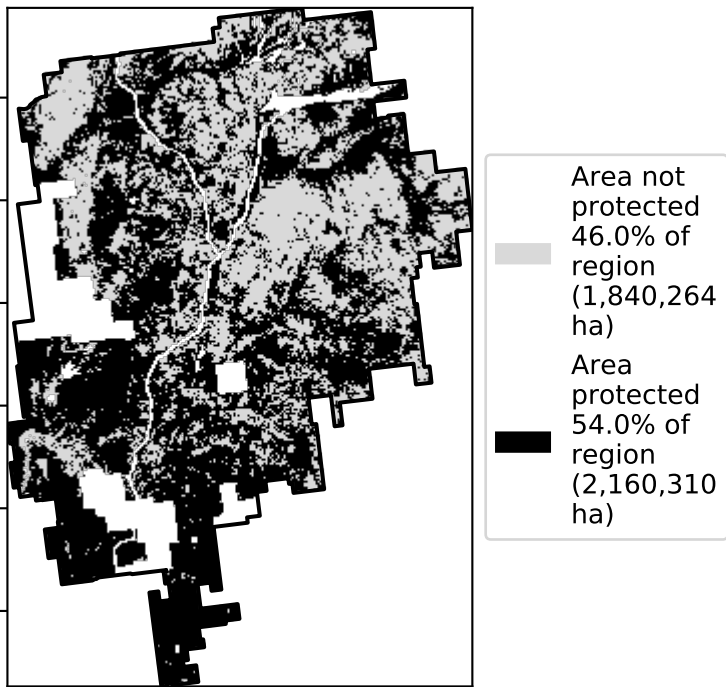 Area not
protected
46.0% of
region
(1,840,264
ha)
Area
protected
54.0% of
region
(2,160,310
ha)